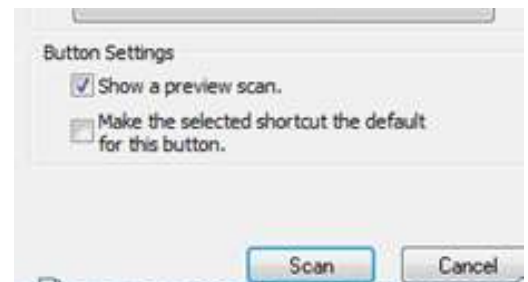 Button Settings
Show a preview scan.
Make the selected shortcut the default
for this button.
Scan Cancel